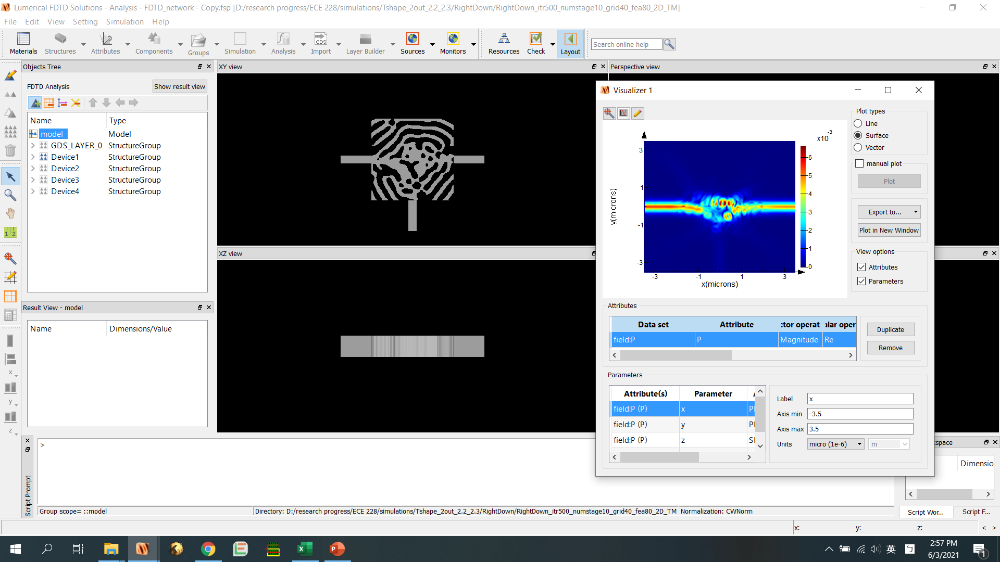 Lumerical FDTD Solutions - Analysis - FDTD_network - Copy.fsp [D:/research progress/ECE 228/simulations/Tshape_2out_2.2_2.3/RightDown/RightDown_itr500_numstage10_grid40_fea80_2D_TM]
File Edit View Setting Simulation Help
Materials Structures Attributes Components Groups Simulation Analysis Import Layer Builder Sources Monitors Resources Check Layout
GDS
Search online help
Objects Tree
FDTD Analysis
Show result view
Name Type
model Model
GDS_LAYER_0 StructureGroup
Device1 StructureGroup
Device2 StructureGroup
Device3 StructureGroup
Device4 StructureGroup
Result View - model
Name Dimensions/Value
1 2
x
y
z
XY view
Perspective view
XZ view
Visualizer 1
x10
-3
3
1
-1
-3
y(microns)
-3 -1 1 3
x(microns)
6
5
4
3
2
1
0
Plot types
Line
Surface
Vector
manual plot
Plot
Export to...
Plot in New Window
View options
Attributes
Parameters
Attributes
Data set Attribute :tor operati alar oper
field:P P Magnitude Re
Duplicate
Remove
Parameters
Attribute(s) Parameter
field:P (P) x
field:P (P) y
field:P (P) z
Label x
Axis min -3.5
Axis max 3.5
Units micro (1e-6) m
space
Dimensio
>
Script Prompt
Group scope= ::model
Directory: D:/research progress/ECE 228/simulations/Tshape_2out_2.2_2.3/RightDown/RightDown_itr500_numstage10_grid40_fea80_2D_TM
Normalization: CWNorm
Script Wor... Script F...
x: y: z:
英
2:57 PM
6/3/2021
1